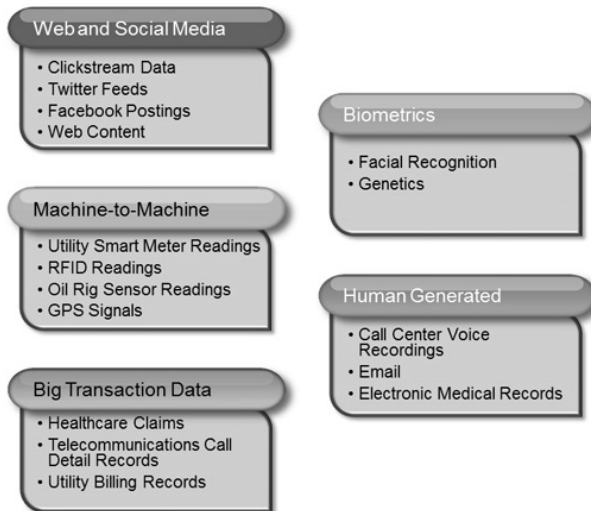 Web and Social Media
• Clickstream Data
• Twitter Feeds
• Facebook Postings
• Web Content
Machine-to-Machine
• Utility Smart Meter Readings
• RFID Readings
• Oil Rig Sensor Readings
• GPS Signals
Big Transaction Data
• Healthcare Claims
• Telecommunications Call
Detail Records
• Utility Billing Records
Biometrics
• Facial Recognition
• Genetics
Human Generated
• Call Center Voice
Recordings
• Email
• Electronic Medical Records